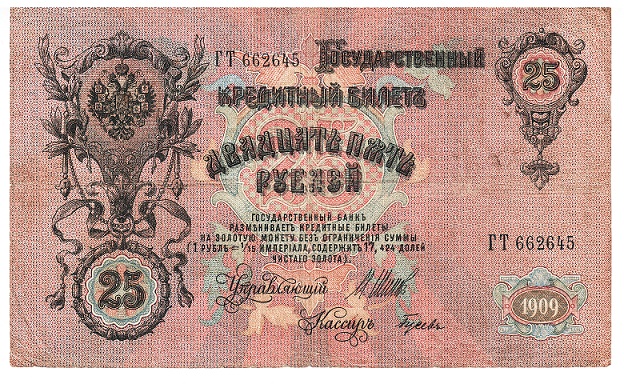 ГТ 662645
ГОСУДАРСТВЕННЫЙ
КРЕДИТНЫЙ БИЛЕТЪ
25
ДВАДЦАТЬ ПЯТЬ
РУБЛЕЙ
ГОСУДАРСТВЕННЫЙ БАНКЪ
РАЗМѢНИВАЕТЪ КРЕДИТНЫЕ БИЛЕТЫ
НА ЗОЛОТУЮ МОНЕТУ БЕЗЪ ОГРАНИЧЕНІЯ СУММЫ
(1 РУБЛЬ = 1/15 ИМПЕРІАЛА, СОДЕРЖИТЪ 17,424 ДОЛЕЙ
ЧИСТАГО ЗОЛОТА).
ГТ 662645
Управляющій
25
Кассиръ Гусевъ
1909